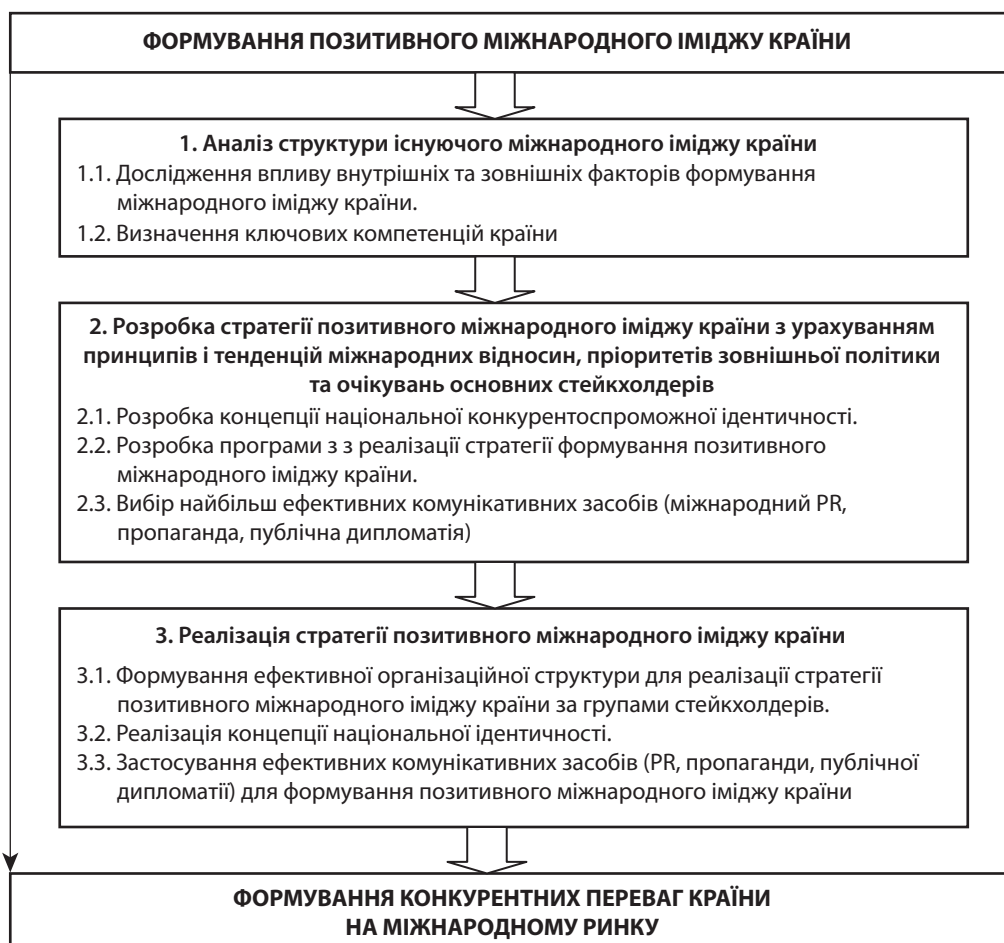 ФОРМУВАННЯ ПОЗИТИВНОГО МІЖНАРОДНОГО ІМІДЖУ КРАЇНИ
1. Аналіз структури існуючого міжнародного іміджу країни
1.1. Дослідження впливу внутрішніх та зовнішніх факторів формування
міжнародного іміджу країни.
1.2. Визначення ключових компетенцій країни
2. Розробка стратегії позитивного міжнародного іміджу країни з урахуванням
принципів і тенденцій міжнародних відносин, пріоритетів зовнішньої політики
та очікувань основних стейкхолдерів
2.1. Розробка концепції національної конкурентоспроможної ідентичності.
2.2. Розробка програми з з реалізації стратегії формування позитивного
міжнародного іміджу країни.
2.3. Вибір найбільш ефективних комунікативних засобів (міжнародний PR,
пропаганда, публічна дипломатія)
3. Реалізація стратегії позитивного міжнародного іміджу країни
3.1. Формування ефективної організаційної структури для реалізації стратегії
позитивного міжнародного іміджу країни за групами стейкхолдерів.
3.2. Реалізація концепції національної ідентичності.
3.3. Застосування ефективних комунікативних засобів (PR, пропаганди, публічної
дипломатії) для формування позитивного міжнародного іміджу країни
ФОРМУВАННЯ КОНКУРЕНТНИХ ПЕРЕВАГ КРАЇНИ
НА МІЖНАРОДНОМУ РИНКУ